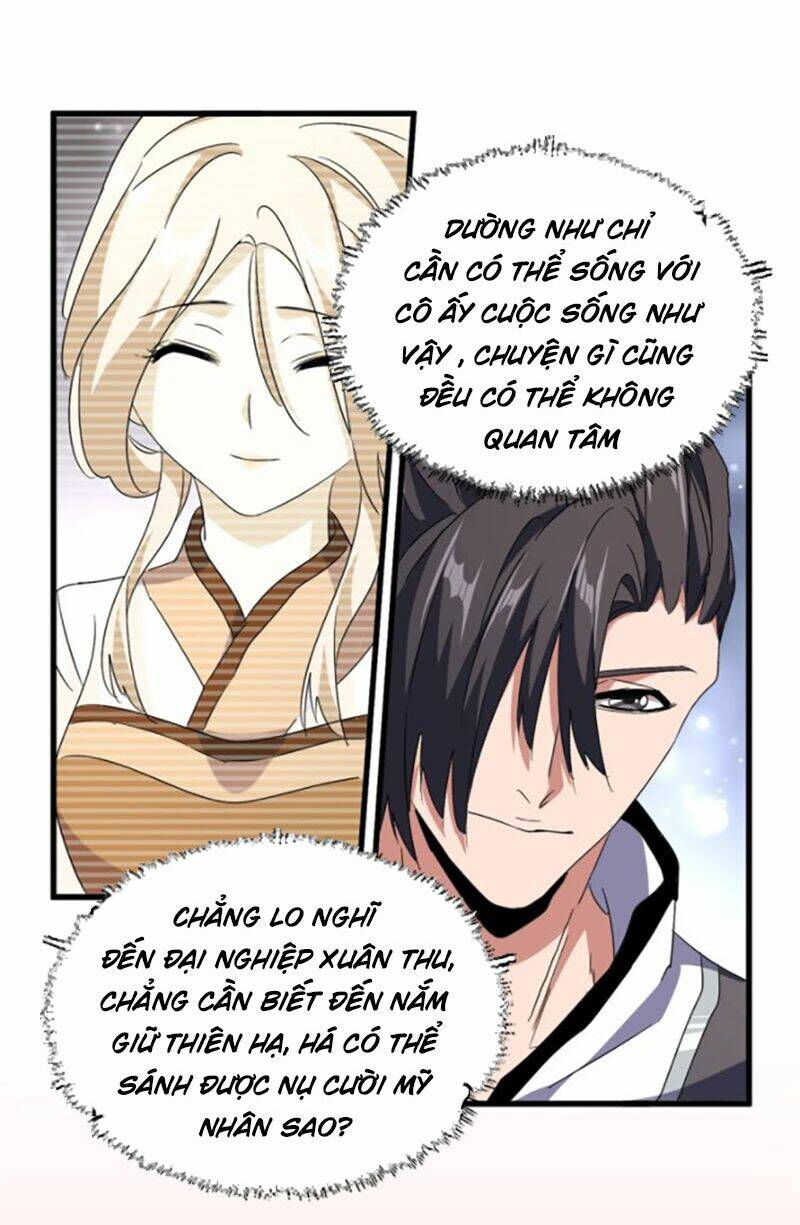 DƯỜNG NHƯ CHỈ
CẦN CÓ THỂ SỐNG VỚI
CÔ ẤY CUỘC SỐNG NHƯ
VẬY , CHUYỆN GÌ CŨNG
ĐỀU CÓ THỂ KHÔNG
QUAN TÂM
CHẲNG LO NGHĨ
ĐẾN ĐẠI NGHIỆP XUÂN THU,
CHẲNG CẦN BIẾT ĐẾN NẮM
GIỮ THIÊN HẠ, HÁ CÓ THỂ
SÁNH ĐƯỢC NỤ CƯỜI MỸ
NHÂN SAO?